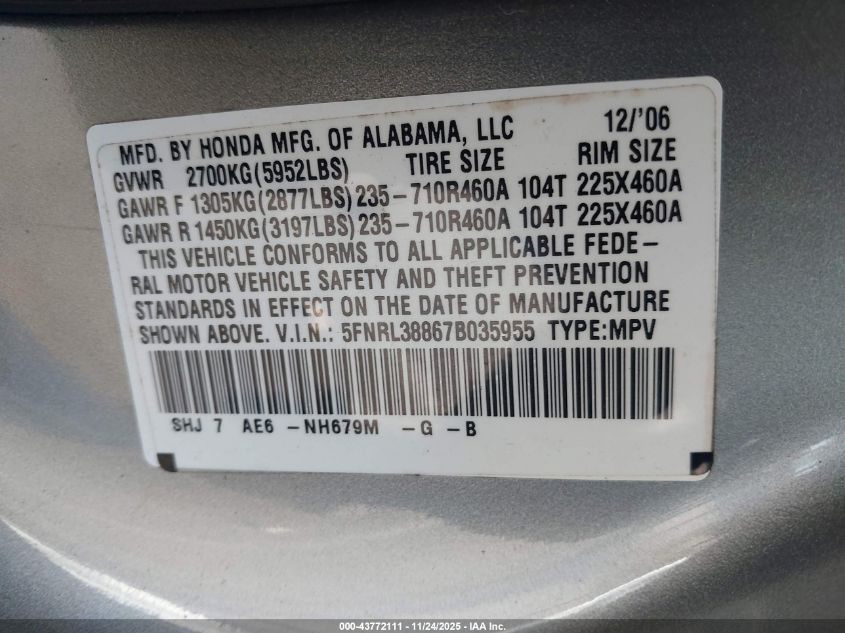 MFD. BY HONDA MFG. OF ALABAMA, LLC 12/'06
GVWR 2700KG(5952LBS) TIRE SIZE RIM SIZE
GAWR F 1305KG(2877LBS) 235-710R460A 104T 225X460A
GAWR R 1450KG(3197LBS) 235-710R460A 104T 225X460A
THIS VEHICLE CONFORMS TO ALL APPLICABLE FEDE-
RAL MOTOR VEHICLE SAFETY AND THEFT PREVENTION
STANDARDS IN EFFECT ON THE DATE OF MANUFACTURE
SHOWN ABOVE. V.I.N.: 5FNRL38867B035955 TYPE:MPV
SHJ 7 AE6 -NH679M -G -B
000-43772111 - 11/24/2025 - IAA Inc.